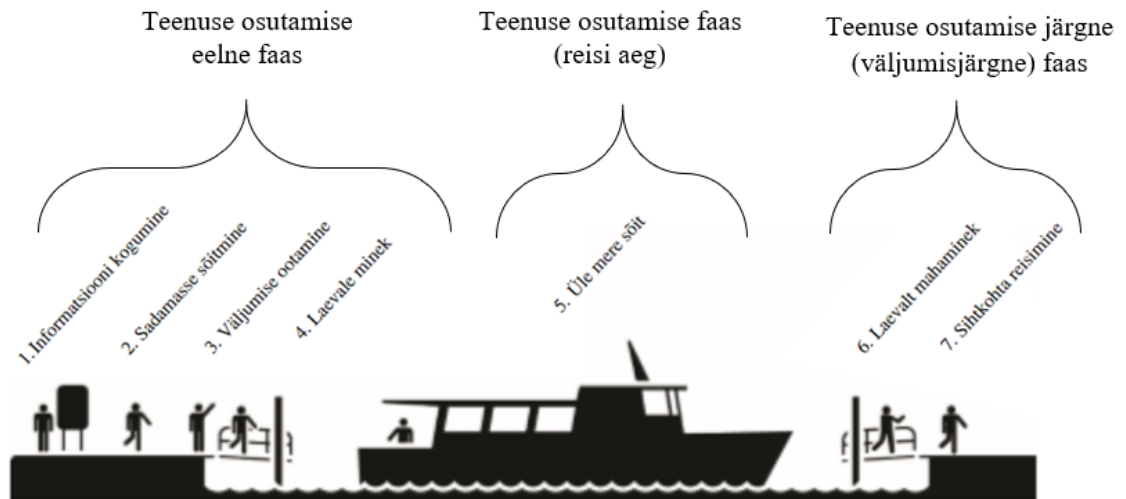 Teenuse osutamise
eelne faas
Teenuse osutamise faas
(reisi aeg)
Teenuse osutamise järgne
(väljumisjärgne) faas
1.Informatsiooni kogumine
2. Sadamasse sõitmine
3. Väljumise ootamine
4. Laevale minek
5. Üle mere sõit
6. Laevalt mahaminek
7. Sihtkohta reisimine